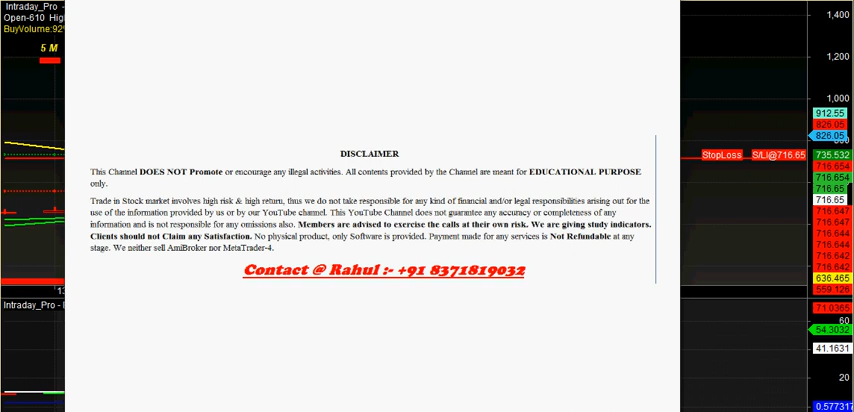 Intraday_Pro -
Open-610 Hig
BuyVolume:92%
5 M
DISCLAIMER
This Channel DOES NOT Promote or encourage any illegal activities. All contents provided by the Channel are meant for EDUCATIONAL PURPOSE
only.
Trade in Stock market involves high risk & high return, thus we do not take responsible for any kind of financial and/or legal responsibilities arising out for the
use of the information provided by us or by our YouTube channel. This YouTube Channel does not guarantee any accuracy or completeness of any
information and is not responsible for any omissions also. Members are advised to exercise the calls at their own risk. We are giving study indicators.
Clients should not Claim any Satisfaction. No physical product, only Software is provided. Payment made for any services is Not Refundable at any
stage. We neither sell AmiBroker nor MetaTrader-4.
Contact @ Rahul :- +91 8371819032
StopLoss S/L|@716.65
1,400
1,200
1,000
912.55
826.05
826.05
735.532
716.654
716.654
716.65
716.65
716.647
716.647
716.644
716.644
716.642
716.642
636.465
559.126
Intraday_Pro -
71.0365
60
54.3032
41.1631
20
0.577317